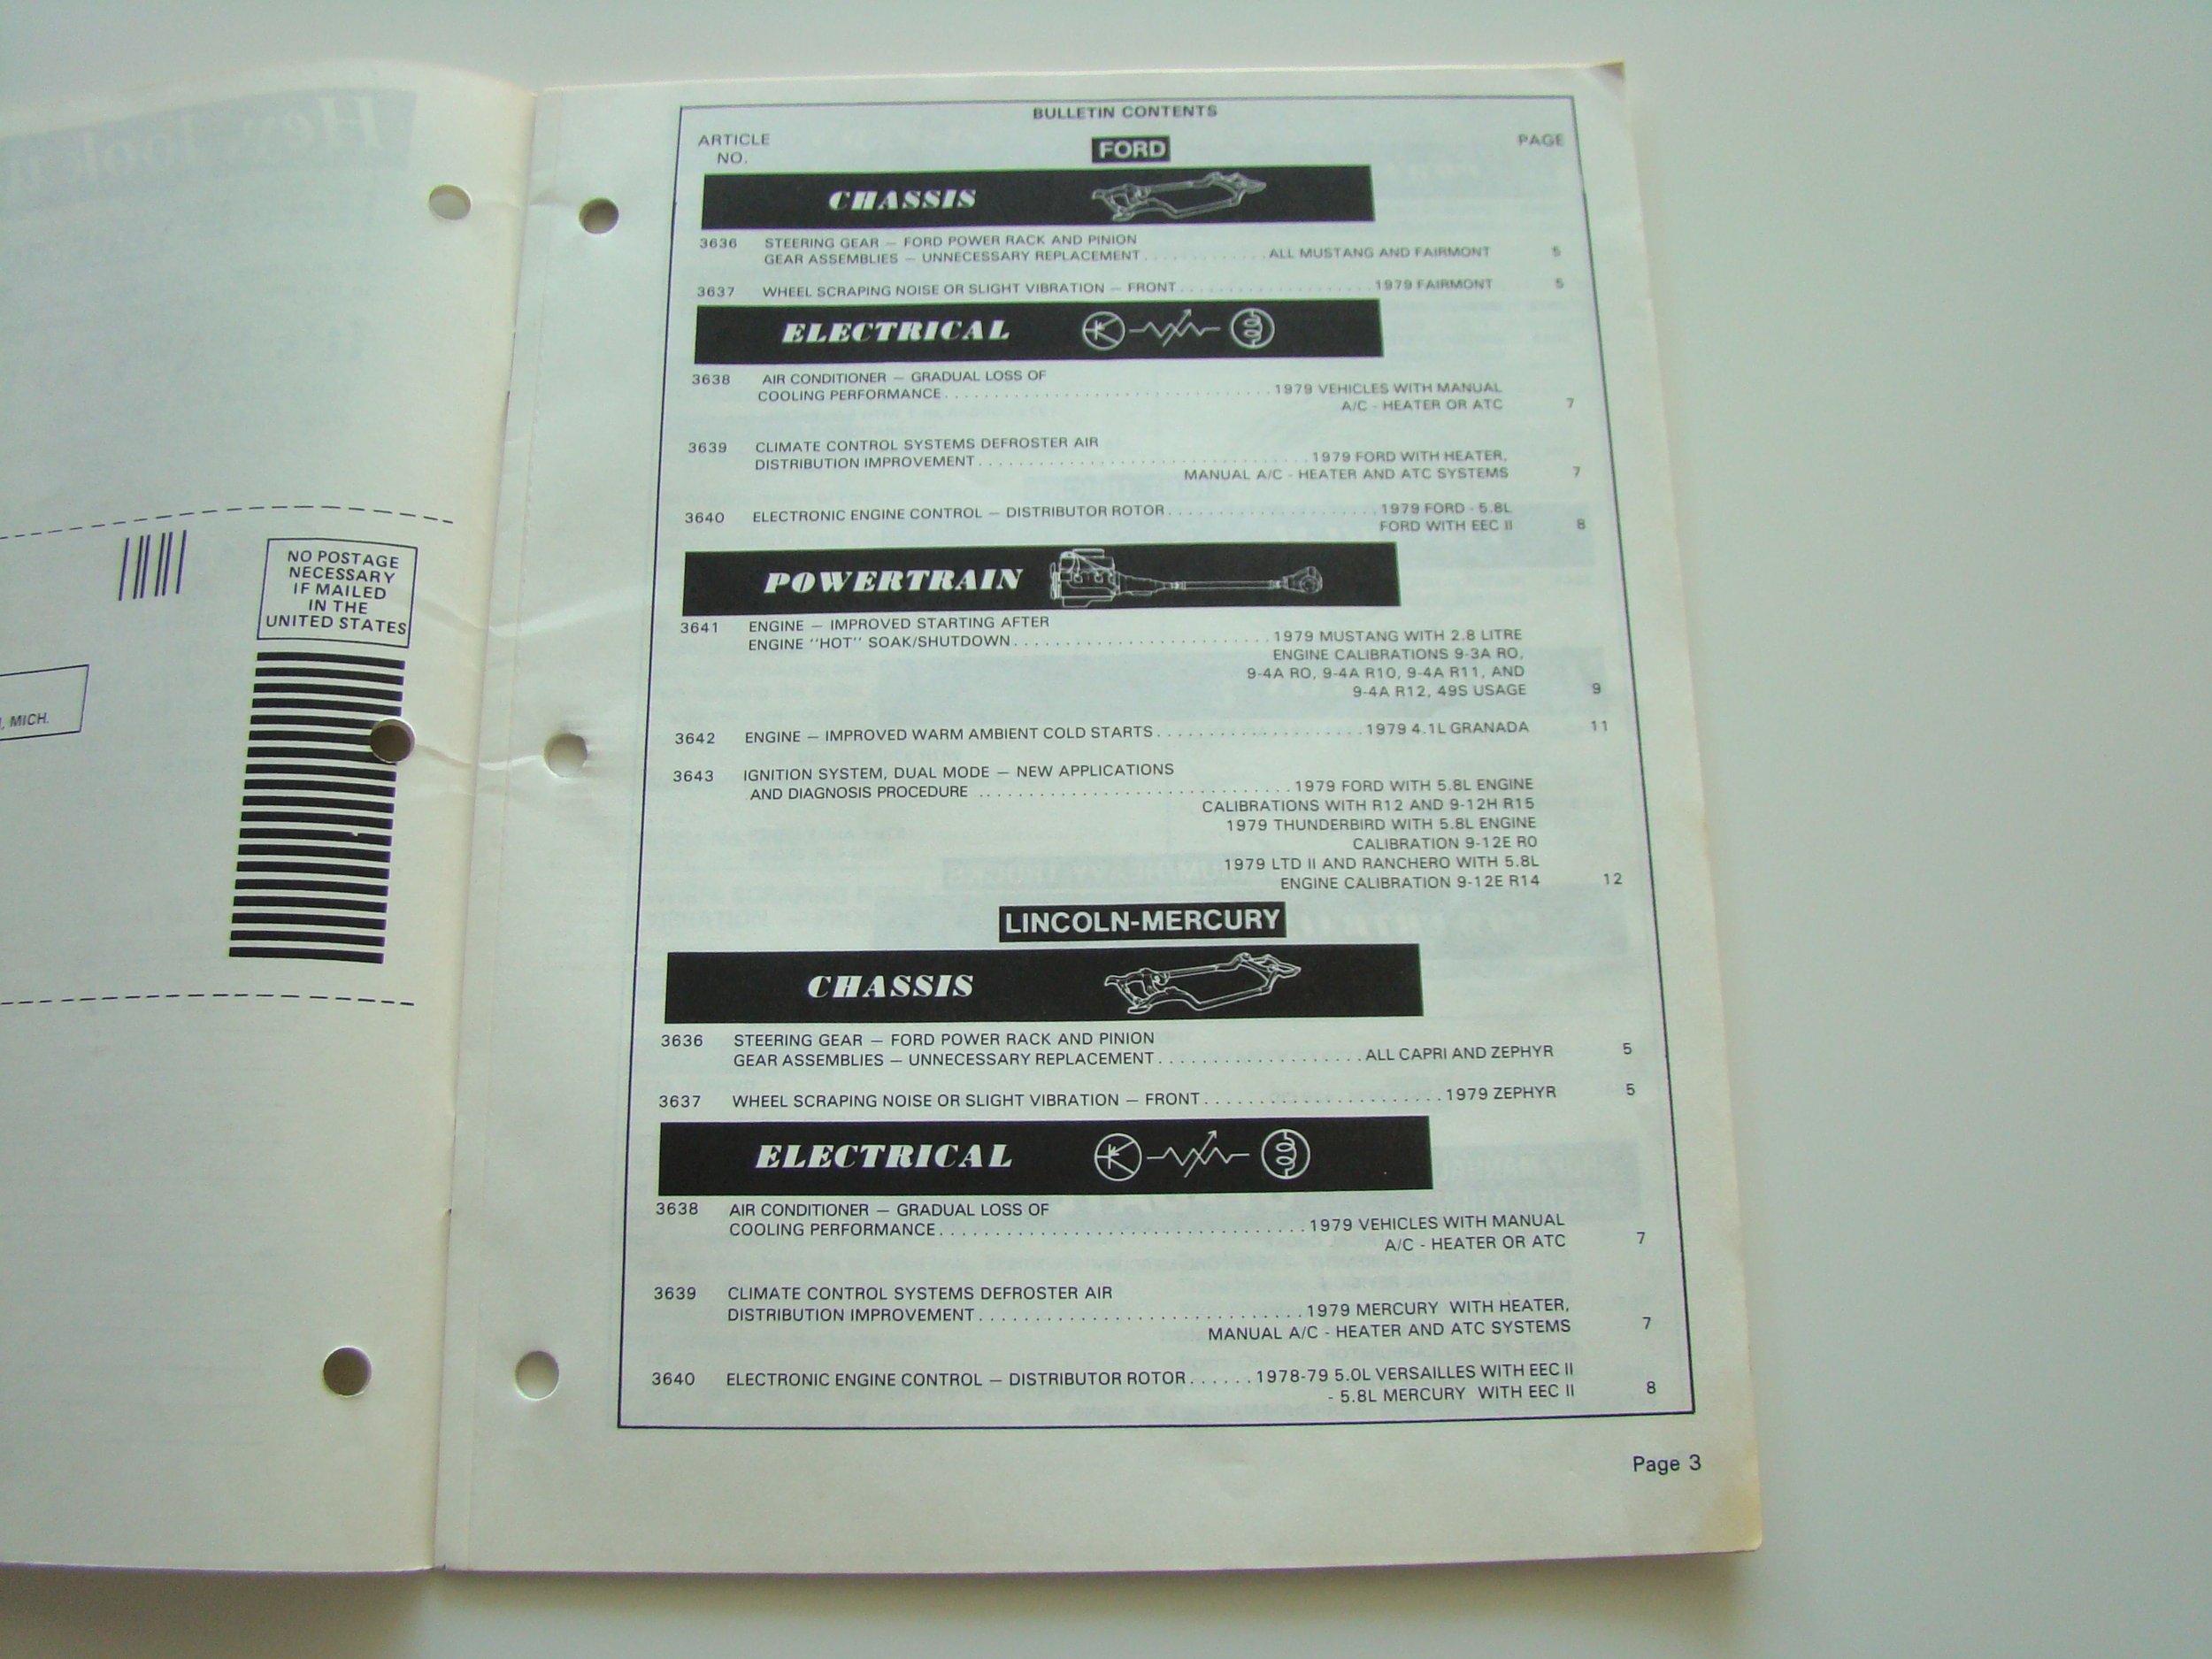 NO POSTAGE
NECESSARY
IF MAILED
IN THE
UNITED STATES
, MICH.
BULLETIN CONTENTS
ARTICLE
NO.
FORD
PAGE
CHASSIS
3636 STEERING GEAR — FORD POWER RACK AND PINION
GEAR ASSEMBLIES — UNNECESSARY REPLACEMENT . . . . . . . . . . . . ALL MUSTANG AND FAIRMONT 5
3637 WHEEL SCRAPING NOISE OR SLIGHT VIBRATION — FRONT . . . . . . . . . . . . . . . . . . . 1979 FAIRMONT 5
ELECTRICAL
3638 AIR CONDITIONER — GRADUAL LOSS OF
COOLING PERFORMANCE . . . . . . . . . . . . . . . . . . . . . . . . . . . . . . . . 1979 VEHICLES WITH MANUAL
A/C - HEATER OR ATC 7
3639 CLIMATE CONTROL SYSTEMS DEFROSTER AIR
DISTRIBUTION IMPROVEMENT . . . . . . . . . . . . . . . . . . . . . . . . . . . . . . . . 1979 FORD WITH HEATER,
MANUAL A/C - HEATER AND ATC SYSTEMS 7
3640 ELECTRONIC ENGINE CONTROL — DISTRIBUTOR ROTOR . . . . . . . . . . . . . . . . . . . . 1979 FORD - 5.8L
FORD WITH EEC II 8
POWERTRAIN
3641 ENGINE — IMPROVED STARTING AFTER
ENGINE "HOT" SOAK/SHUTDOWN . . . . . . . . . . . . . . . . . . . . . . . . . 1979 MUSTANG WITH 2.8 LITRE
ENGINE CALIBRATIONS 9-3A RO,
9-4A RO, 9-4A R10, 9-4A R11, AND
9-4A R12, 49S USAGE 9
3642 ENGINE — IMPROVED WARM AMBIENT COLD STARTS . . . . . . . . . . . . . . . . . . . . 1979 4.1L GRANADA 11
3643 IGNITION SYSTEM, DUAL MODE — NEW APPLICATIONS
AND DIAGNOSIS PROCEDURE . . . . . . . . . . . . . . . . . . . . . . . . . . . . . . 1979 FORD WITH 5.8L ENGINE
CALIBRATIONS WITH R12 AND 9-12H R15
1979 THUNDERBIRD WITH 5.8L ENGINE
CALIBRATION 9-12E RO
1979 LTD II AND RANCHERO WITH 5.8L
ENGINE CALIBRATION 9-12E R14 12
LINCOLN-MERCURY
CHASSIS
3636 STEERING GEAR — FORD POWER RACK AND PINION
GEAR ASSEMBLIES — UNNECESSARY REPLACEMENT . . . . . . . . . . . . . . . . . . . ALL CAPRI AND ZEPHYR 5
3637 WHEEL SCRAPING NOISE OR SLIGHT VIBRATION — FRONT . . . . . . . . . . . . . . . . . . . . . . 1979 ZEPHYR 5
ELECTRICAL
3638 AIR CONDITIONER — GRADUAL LOSS OF
COOLING PERFORMANCE . . . . . . . . . . . . . . . . . . . . . . . . . . . . . . . . . . 1979 VEHICLES WITH MANUAL
A/C - HEATER OR ATC 7
3639 CLIMATE CONTROL SYSTEMS DEFROSTER AIR
DISTRIBUTION IMPROVEMENT . . . . . . . . . . . . . . . . . . . . . . . . . . . . . . 1979 MERCURY WITH HEATER,
MANUAL A/C - HEATER AND ATC SYSTEMS 7
3640 ELECTRONIC ENGINE CONTROL — DISTRIBUTOR ROTOR . . . . . . 1978-79 5.0L VERSAILLES WITH EEC II
- 5.8L MERCURY WITH EEC II 8
Page 3